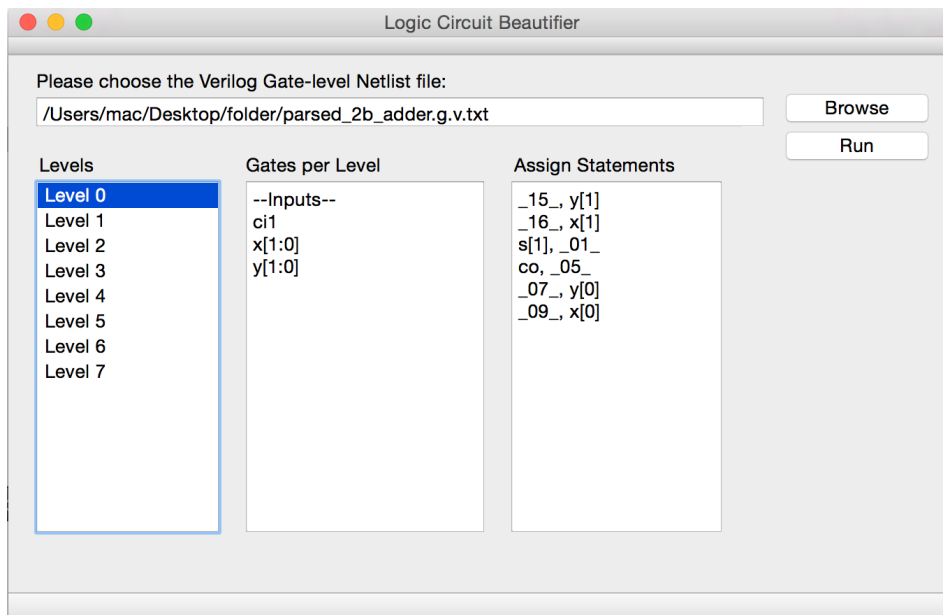 Logic Circuit Beautifier
Please choose the Verilog Gate-level Netlist file:
/Users/mac/Desktop/folder/parsed_2b_adder.g.v.txt
Browse
Run
Levels
Level 0
Level 1
Level 2
Level 3
Level 4
Level 5
Level 6
Level 7
Gates per Level
--Inputs--
ci1
x[1:0]
y[1:0]
Assign Statements
_15_, y[1]
_16_, x[1]
s[1], _01_
co, _05_
_07_, y[0]
_09_, x[0]